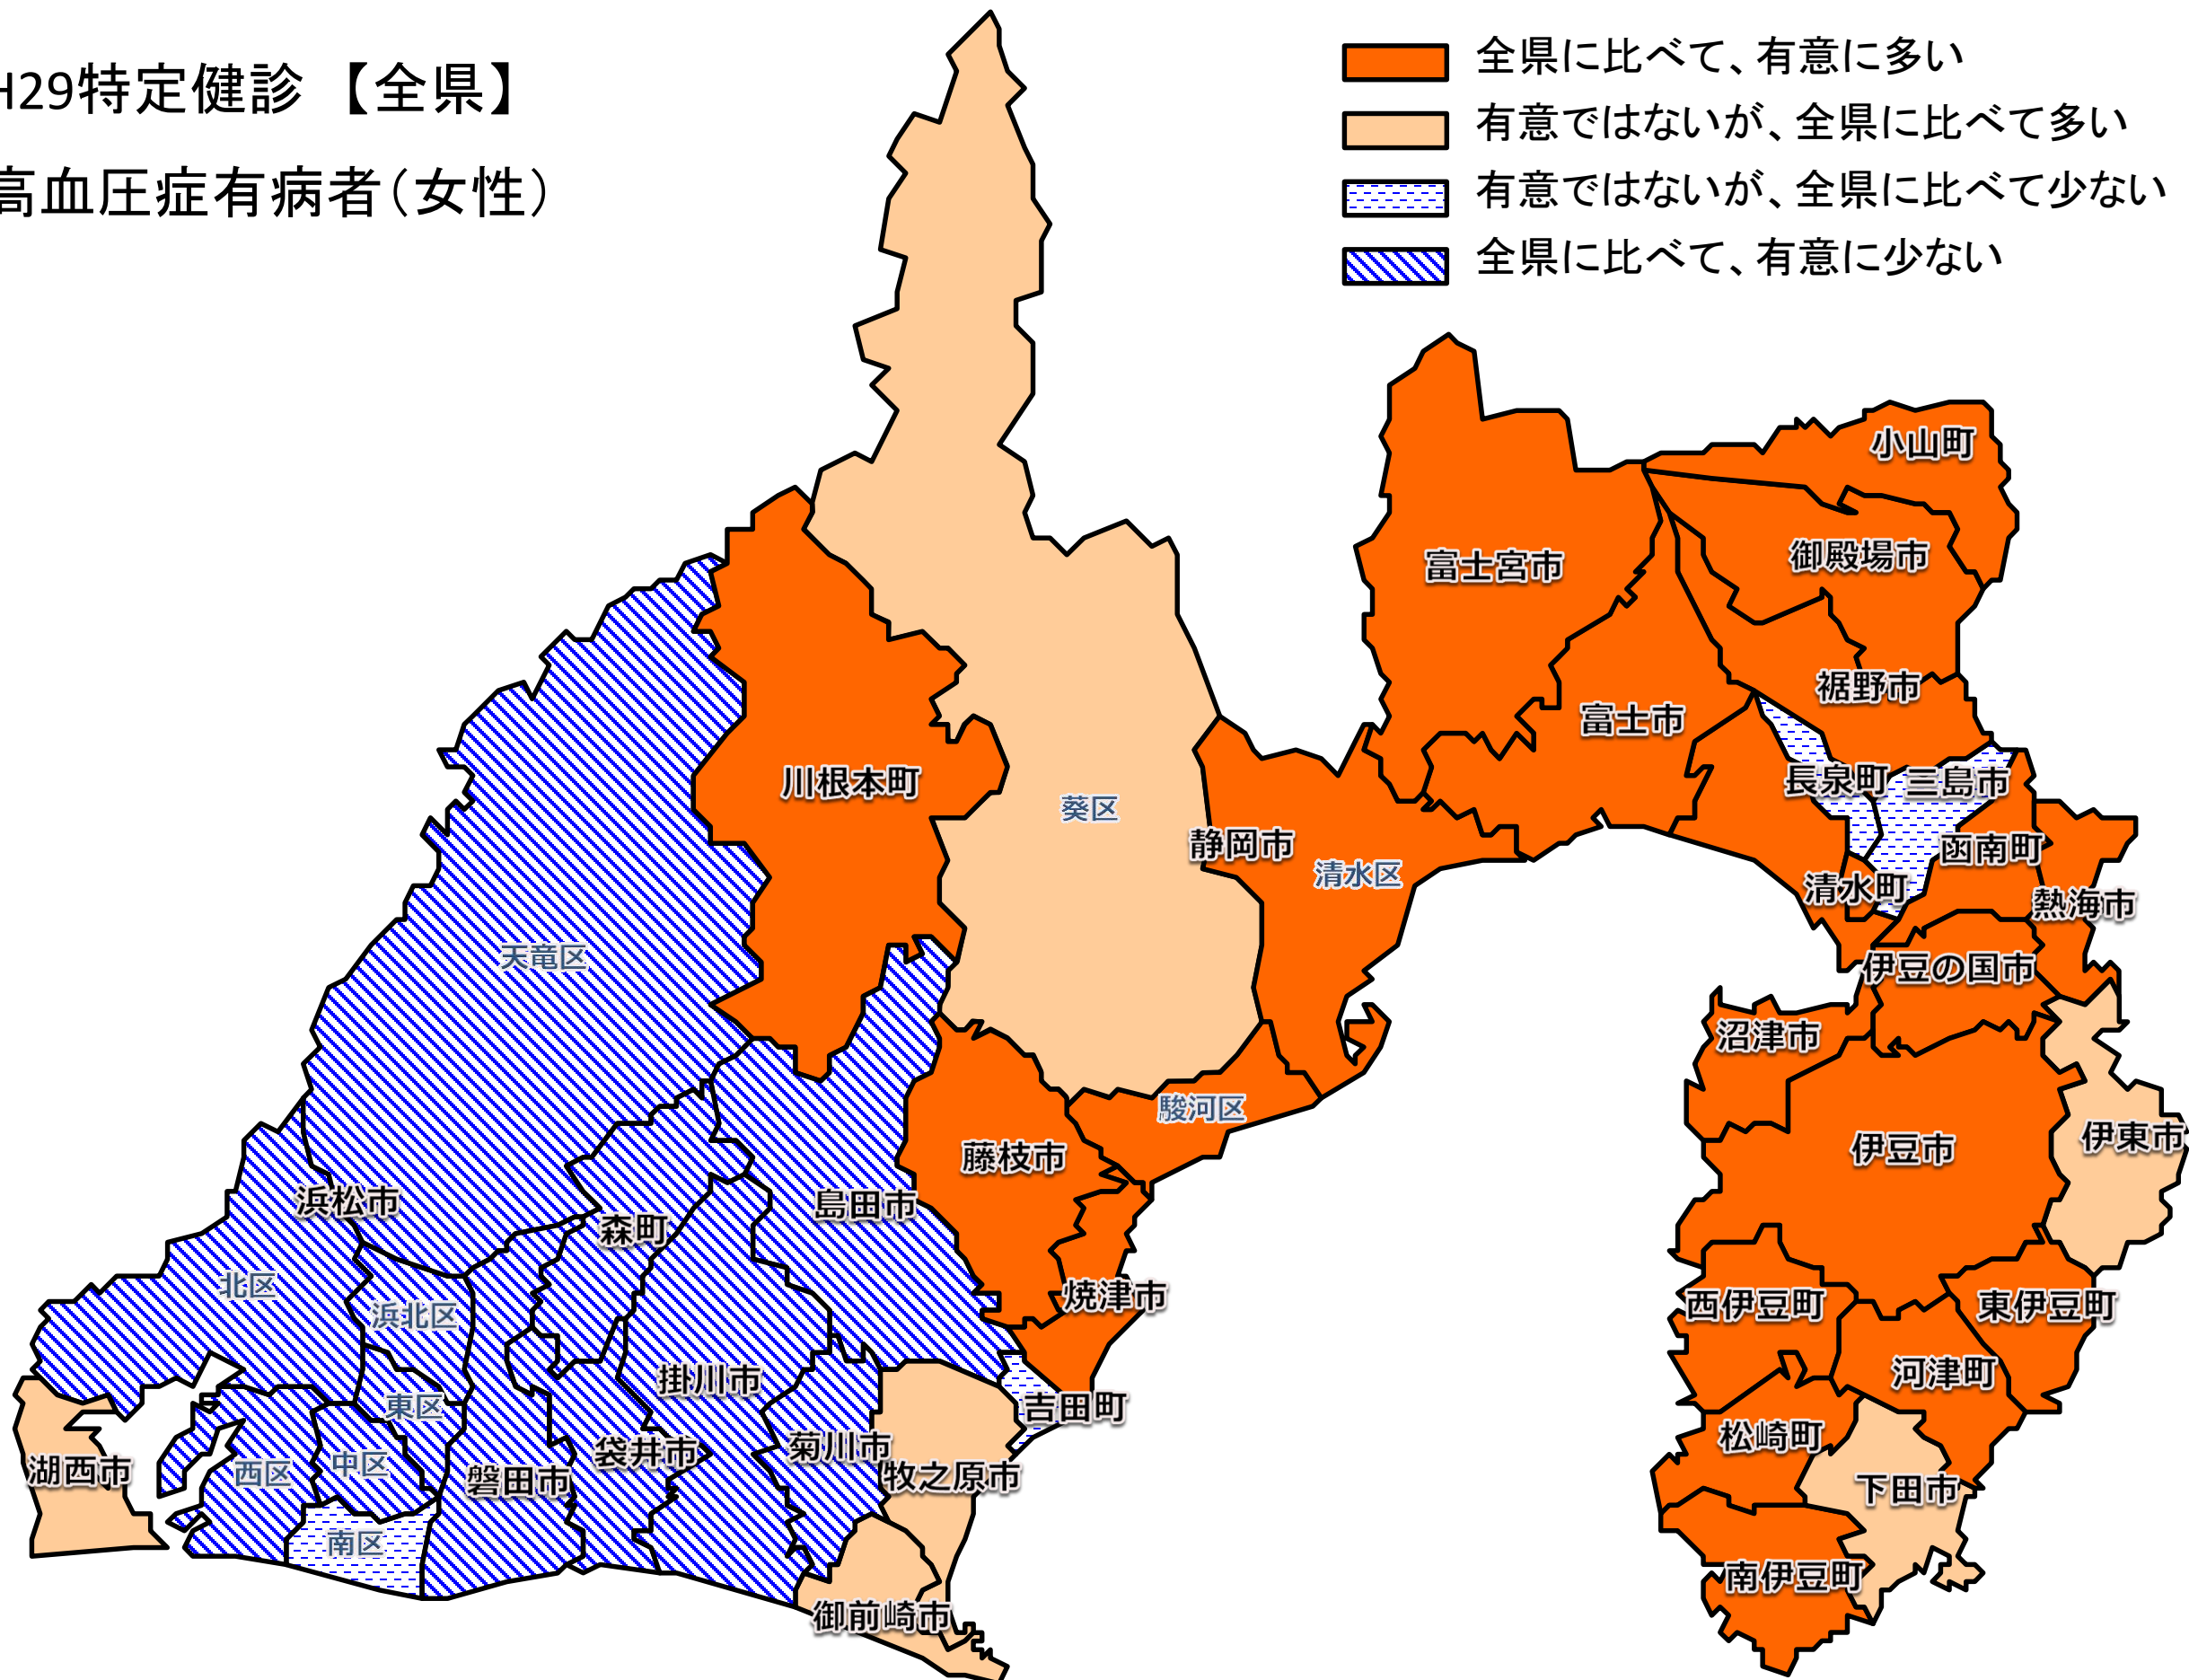 H29特定健診 【全県】
高血圧症有病者（女性）
全県に比べて、有意に多い
有意ではないが、全県に比べて多い
有意ではないが、全県に比べて少ない
全県に比べて、有意に少ない
小山町
御殿場市
富士宮市
裾野市
富士市
長泉町
三島市
川根本町
葵区
静岡市
函南町
清水区
清水町
熱海市
天竜区
伊豆の国市
沼津市
駿河区
伊東市
伊豆市
藤枝市
浜松市
島田市
森町
北区
焼津市
浜北区
西伊豆町
東伊豆町
掛川市
河津町
東区
吉田町
松崎町
菊川市
袋井市
中区
西区
湖西市
磐田市
牧之原市
下田市
南区
南伊豆町
御前崎市